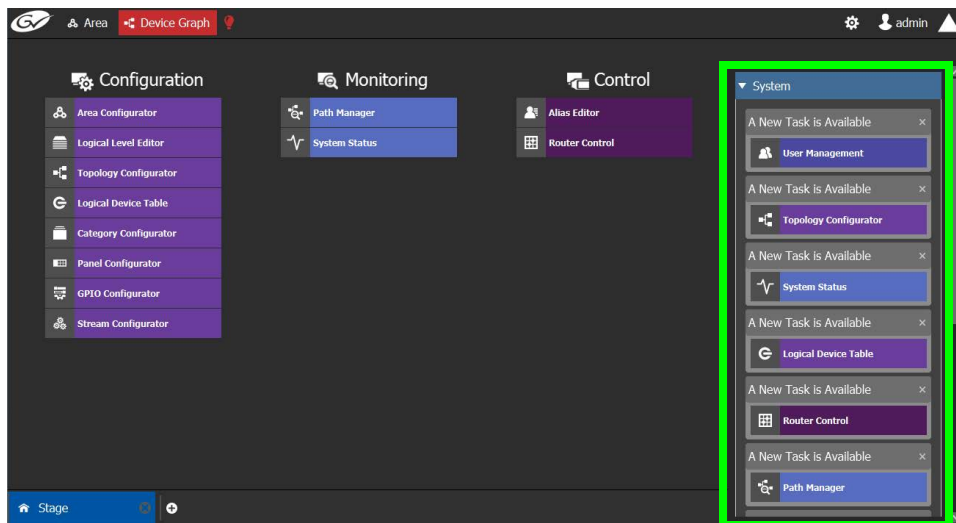 GV Area Device Graph admin
Configuration
Area Configurator
Logical Level Editor
Topology Configurator
Logical Device Table
Category Configurator
Panel Configurator
GPIO Configurator
Stream Configurator
Monitoring
Path Manager
System Status
Control
Alias Editor
Router Control
System
A New Task is Available
User Management
A New Task is Available
Topology Configurator
A New Task is Available
System Status
A New Task is Available
Logical Device Table
A New Task is Available
Router Control
A New Task is Available
Path Manager
Stage